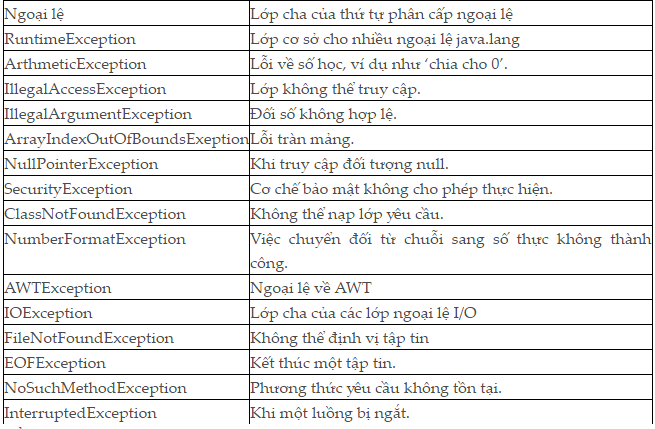 Ngoại lệ Lớp cha của thứ tự phân cấp ngoại lệ
RuntimeException Lớp cơ sở cho nhiều ngoại lệ java.lang
ArthmeticException Lỗi về số học, ví dụ như ‘chia cho 0’.
IllegalAccessException Lớp không thể truy cập.
IllegalArgumentException Đối số không hợp lệ.
ArrayIndexOutOfBoundsExeption Lỗi tràn mảng.
NullPointerException Khi truy cập đối tượng null.
SecurityException Cơ chế bảo mật không cho phép thực hiện.
ClassNotFoundException Không thể nạp lớp yêu cầu.
NumberFormatException Việc chuyển đối từ chuỗi sang số thực không thành
công.
AWTException Ngoại lệ về AWT
IOException Lớp cha của các lớp ngoại lệ I/O
FileNotFoundException Không thể định vị tập tin
EOFException Kết thúc một tập tin.
NoSuchMethodException Phương thức yêu cầu không tồn tại.
InterruptedException Khi một luồng bị ngắt.